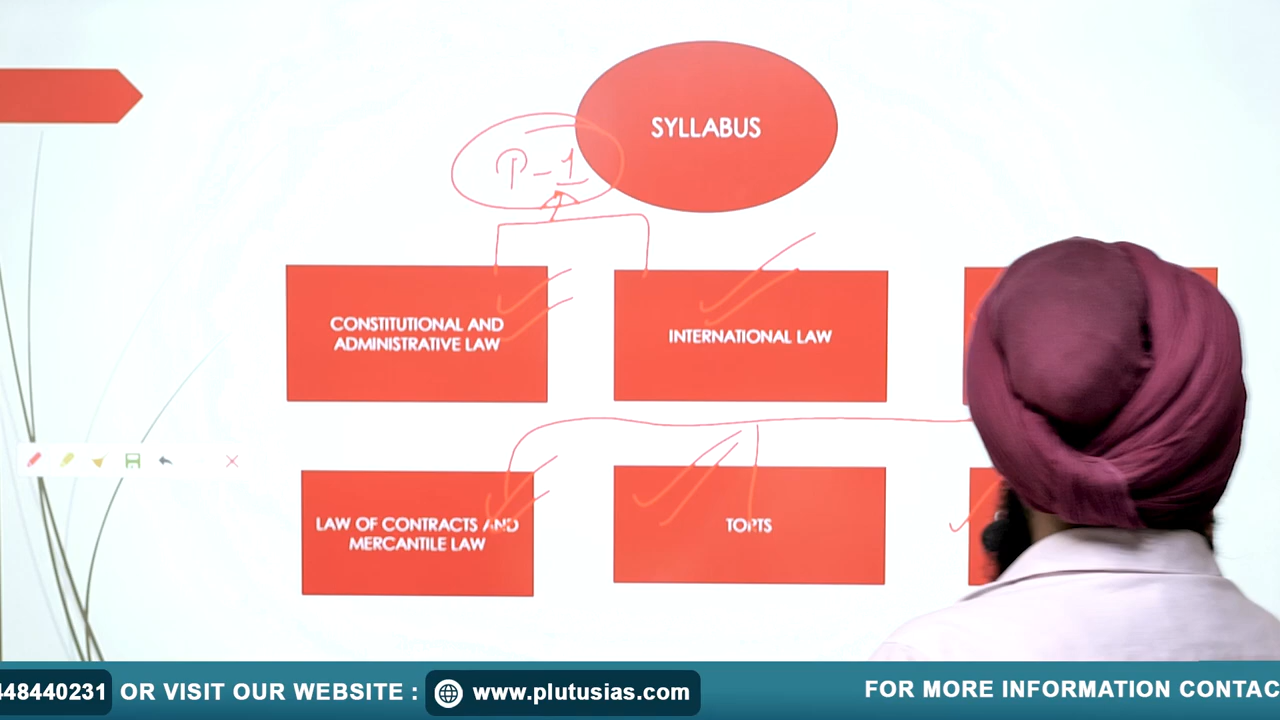 SYLLABUS
P-1
CONSTITUTIONAL AND
ADMINISTRATIVE LAW
INTERNATIONAL LAW
LAW OF CONTRACTS AND
MERCANTILE LAW
TORTS
448440231 OR VISIT OUR WEBSITE : www.plutusias.com FOR MORE INFORMATION CONTAC